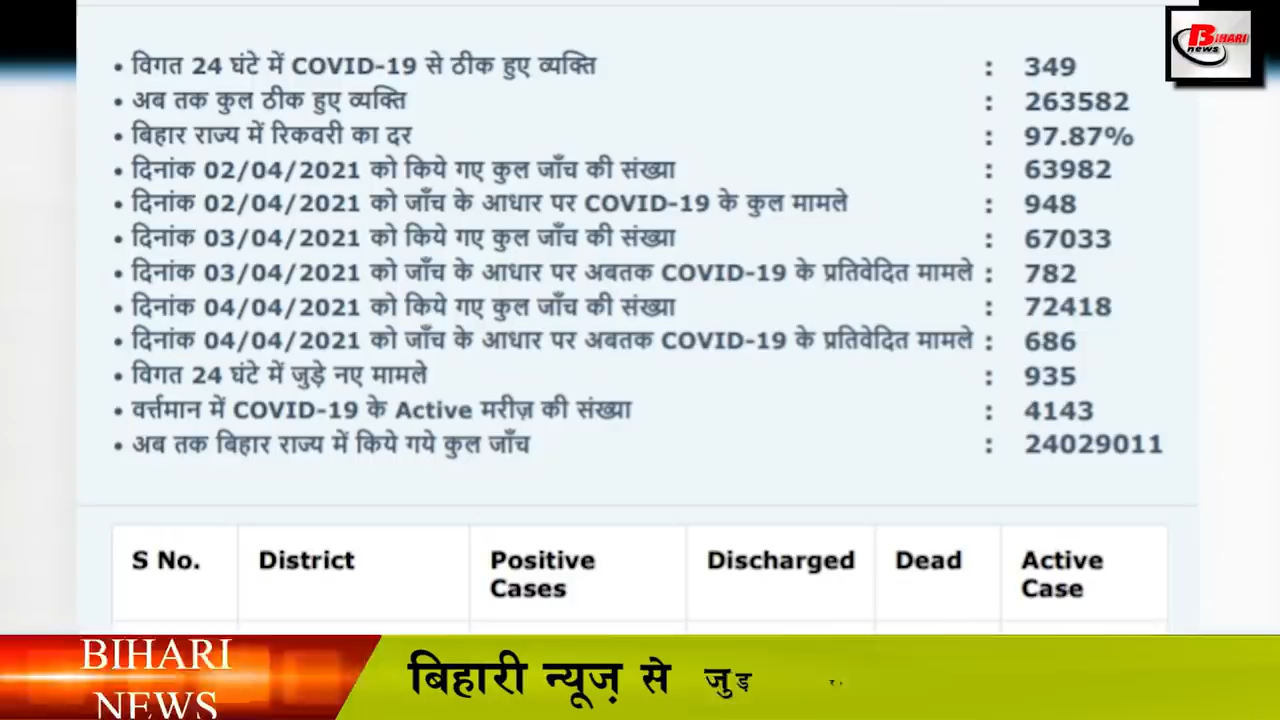 BIHARI
news
• विगत 24 घंटे में COVID-19 से ठीक हुए व्यक्ति : 349
• अब तक कुल ठीक हुए व्यक्ति : 263582
• बिहार राज्य में रिकवरी का दर : 97.87%
• दिनांक 02/04/2021 को किये गए कुल जाँच की संख्या : 63982
• दिनांक 02/04/2021 को जाँच के आधार पर COVID-19 के कुल मामले : 948
• दिनांक 03/04/2021 को किये गए कुल जाँच की संख्या : 67033
• दिनांक 03/04/2021 को जाँच के आधार पर अबतक COVID-19 के प्रतिवेदित मामले : 782
• दिनांक 04/04/2021 को किये गए कुल जाँच की संख्या : 72418
• दिनांक 04/04/2021 को जाँच के आधार पर अबतक COVID-19 के प्रतिवेदित मामले : 686
• विगत 24 घंटे में जुड़े नए मामले : 935
• वर्त्तमान में COVID-19 के Active मरीज़ की संख्या : 4143
• अब तक बिहार राज्य में किये गये कुल जाँच : 24029011
S No. District Positive Cases Discharged Dead Active Case
BIHARI
NEWS
बिहारी न्यूज़ से जुड़